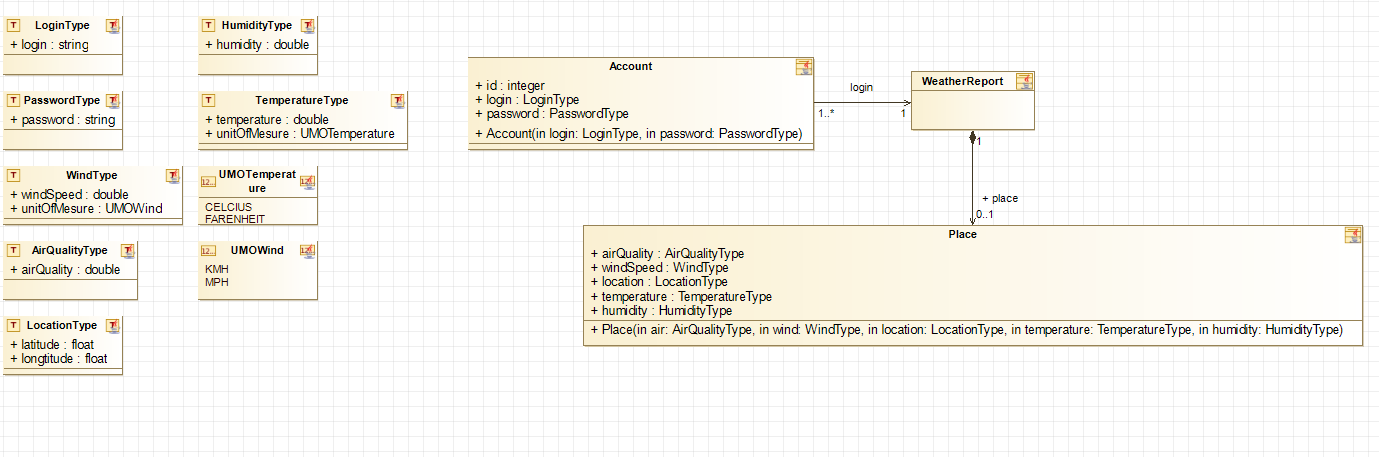 LoginType
+ login : string
HumidityType
+ humidity : double
PasswordType
+ password : string
TemperatureType
+ temperature : double
+ unitOfMesure : UMOTemperature
WindType
+ windSpeed : double
+ unitOfMesure : UMOWind
UMOTemperat
ure
CELCIUS
FARENHEIT
AirQualityType
+ airQuality : double
UMOWind
KMH
MPH
LocationType
+ latitude : float
+ longtitude : float
Account
+ id : integer
+ login : LoginType
+ password : PasswordType
+ Account(in login: LoginType, in password: PasswordType)
login
1..*
1
WeatherReport
1
+ place
0..1
Place
+ airQuality : AirQualityType
+ windSpeed : WindType
+ location : LocationType
+ temperature : TemperatureType
+ humidity : HumidityType
+ Place(in air: AirQualityType, in wind: WindType, in location: LocationType, in temperature: TemperatureType, in humidity: HumidityType)